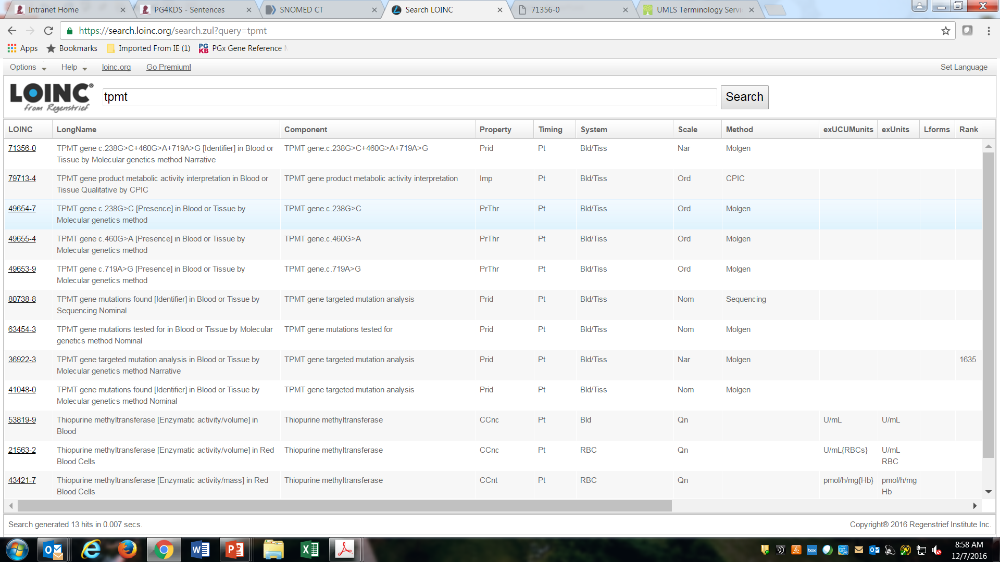 Intranet Home
PG4KDS - Sentences
SNOMED CT
Search LOINC
71356-0
UMLS Terminology Servi
https://search.loinc.org/search.zul?query=tpmt
Apps Bookmarks Imported From IE (1) PG KB PGx Gene Reference
Options Help loinc.org Go Premium! Set Language
LOINC®
from Regenstrief
tpmt
Search
LOINC LongName Component Property Timing System Scale Method exUCUMunits exUnits Lforms Rank
71356-0 TPMT gene c.238G>C+460G>A+719A>G [Identifier] in Blood or TPMT gene.c.238G>C+460G>A+719A>G Prid Pt Bld/Tiss Nar Molgen
Tissue by Molecular genetics method Narrative
79713-4 TPMT gene product metabolic activity interpretation in Blood or TPMT gene product metabolic activity interpretation Imp Pt Bld/Tiss Ord CPIC
Tissue Qualitative by CPIC
49654-7 TPMT gene c.238G>C [Presence] in Blood or Tissue by TPMT gene.c.238G>C PrThr Pt Bld/Tiss Ord Molgen
Molecular genetics method
49655-4 TPMT gene c.460G>A [Presence] in Blood or Tissue by TPMT gene.c.460G>A PrThr Pt Bld/Tiss Ord Molgen
Molecular genetics method
49653-9 TPMT gene c.719A>G [Presence] in Blood or Tissue by TPMT gene.c.719A>G PrThr Pt Bld/Tiss Ord Molgen
Molecular genetics method
80738-8 TPMT gene mutations found [Identifier] in Blood or Tissue by TPMT gene targeted mutation analysis Prid Pt Bld/Tiss Nom Sequencing
Sequencing Nominal
63454-3 TPMT gene mutations tested for in Blood or Tissue by Molecular TPMT gene mutations tested for Prid Pt Bld/Tiss Nom Molgen
genetics method Nominal
36922-3 TPMT gene targeted mutation analysis in Blood or Tissue by TPMT gene targeted mutation analysis Prid Pt Bld/Tiss Nar Molgen 1635
Molecular genetics method Narrative
41048-0 TPMT gene mutations found [Identifier] in Blood or Tissue by TPMT gene targeted mutation analysis Prid Pt Bld/Tiss Nom Molgen
Molecular genetics method Nominal
53819-9 Thiopurine methyltransferase [Enzymatic activity/volume] in Thiopurine methyltransferase CCnc Pt Bld Qn U/mL U/mL
Blood
21563-2 Thiopurine methyltransferase [Enzymatic activity/volume] in Red Thiopurine methyltransferase CCnc Pt RBC Qn U/mL{RBCs} U/mL
Blood Cells RBC
43421-7 Thiopurine methyltransferase [Enzymatic activity/mass] in Red Thiopurine methyltransferase CCnt Pt RBC Qn pmol/h/mg{Hb} pmol/h/mg
Blood Cells Hb
Search generated 13 hits in 0.007 secs. Copyright® 2016 Regenstrief Institute Inc.
box
8:58 AM
12/7/2016